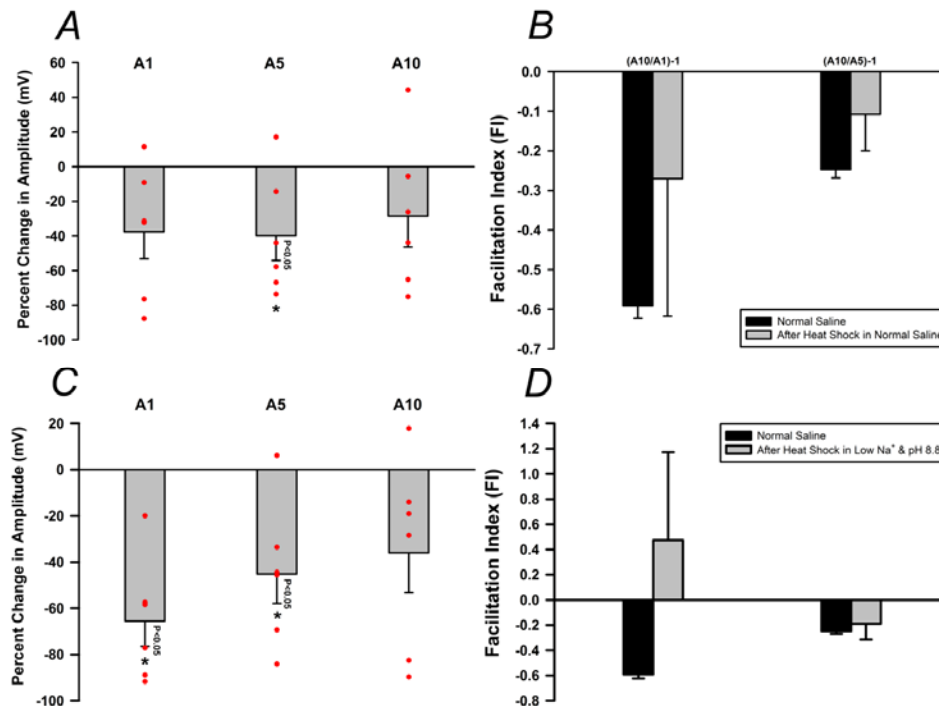 A
A1 A5 A10
Percent Change in Amplitude (mV)
60
40
20
0
-20
-40
-60
-80
-100
P<0.05
*
B
(A10/A1)-1 (A10/A5)-1
Facilitation Index (FI)
0.0
-0.1
-0.2
-0.3
-0.4
-0.5
-0.6
-0.7
Normal Saline
After Heat Shock in Normal Saline
C
A1 A5 A10
Percent Change in Amplitude (mV)
20
0
-20
-40
-60
-80
-100
P<0.05
*
P<0.05
*
D
Facilitation Index (FI)
1.4
1.2
1.0
0.8
0.6
0.4
0.2
0.0
-0.2
-0.4
-0.6
-0.8
Normal Saline
After Heat Shock in Low Na⁺ & pH 8.8